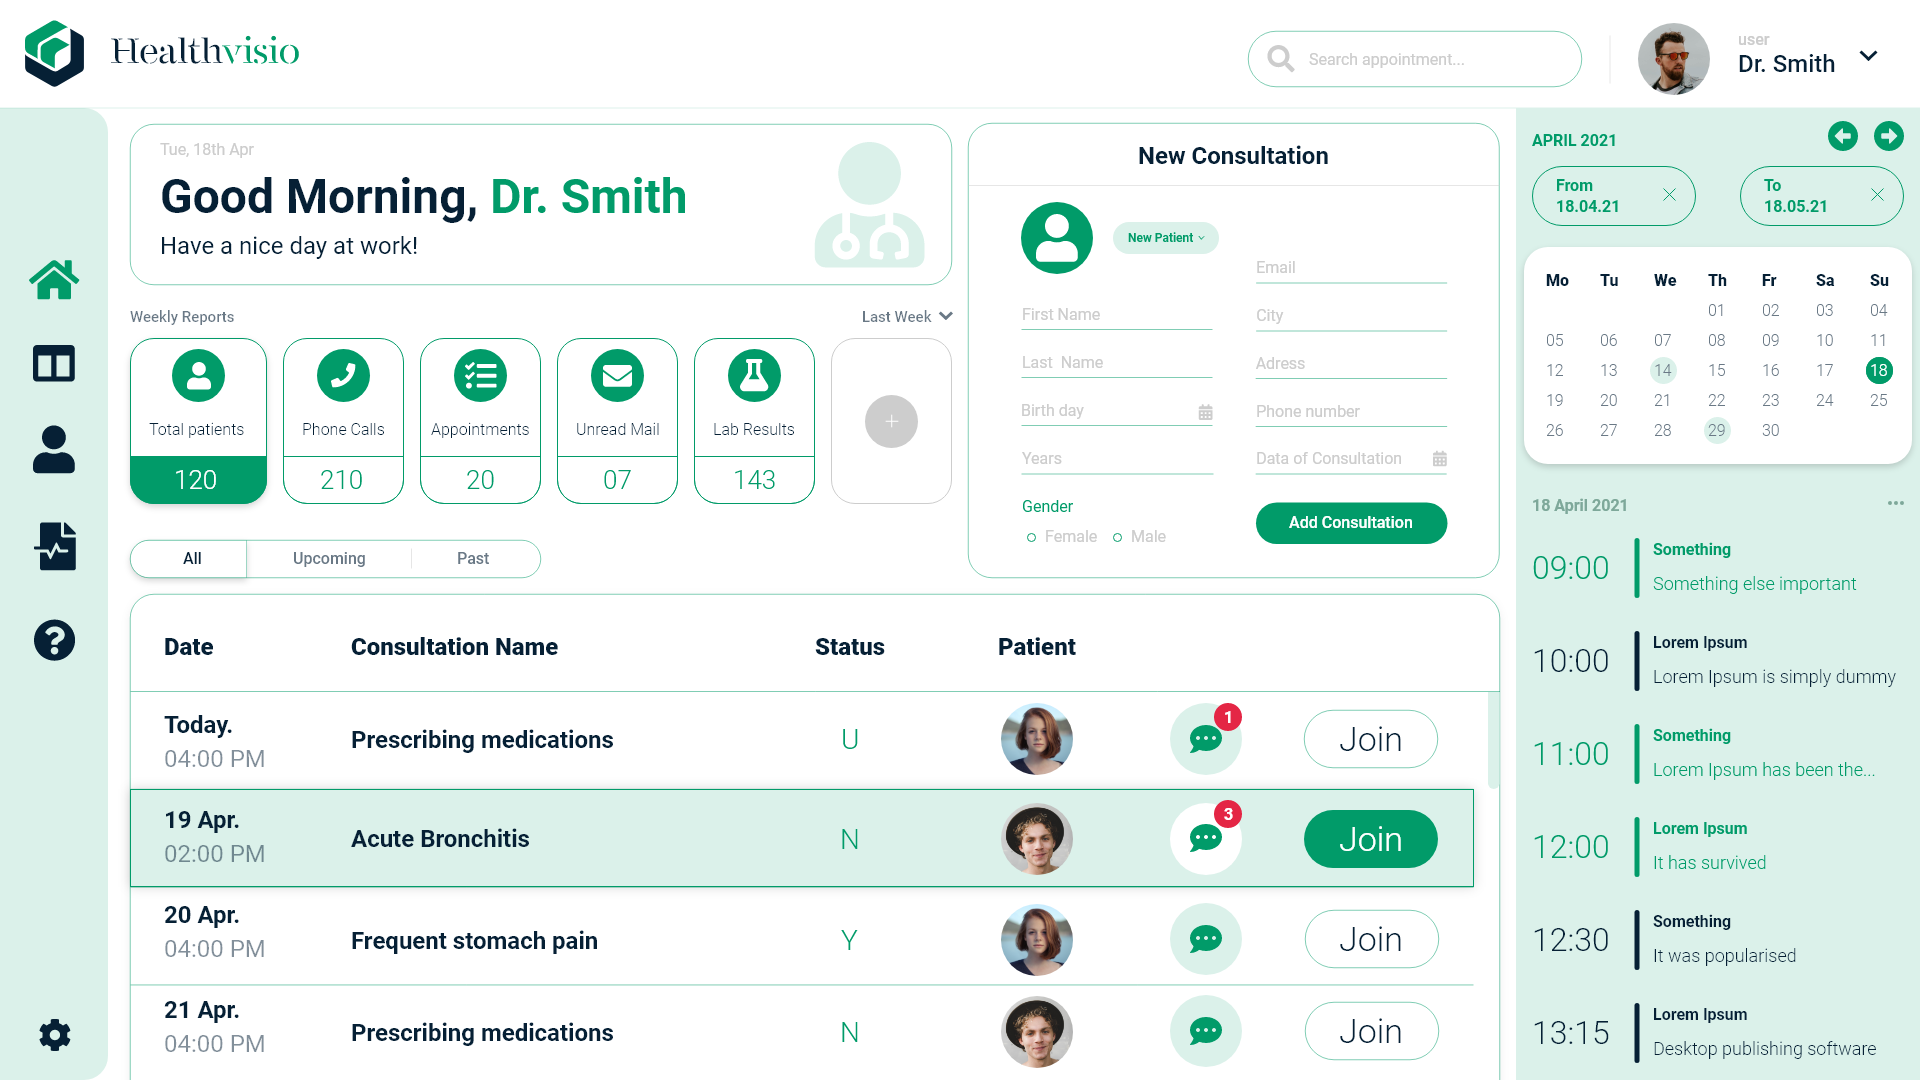 Healthvisio
Search appointment...
user
Dr. Smith
Tue, 18th Apr
Good Morning, Dr. Smith
Have a nice day at work!
Weekly Reports
Last Week
Total patients
120
Phone Calls
210
Appointments
20
Unread Mail
07
Lab Results
143
+
All
Upcoming
Past
New Consultation
New Patient
First Name
Last Name
Birth day
Years
Gender
Female
Male
Email
City
Adress
Phone number
Data of Consultation
Add Consultation
Date Consultation Name Status Patient
Today.
04:00 PM
Prescribing medications
U
1
Join
19 Apr.
02:00 PM
Acute Bronchitis
N
3
Join
20 Apr.
04:00 PM
Frequent stomach pain
Y
Join
21 Apr.
04:00 PM
Prescribing medications
N
Join
APRIL 2021
From
18.04.21
To
18.05.21
Mo Tu We Th Fr Sa Su
01 02 03 04
05 06 07 08 09 10 11
12 13 14 15 16 17 18
19 20 21 22 23 24 25
26 27 28 29 30
18 April 2021
09:00
Something
Something else important
10:00
Lorem Ipsum
Lorem Ipsum is simply dummy
11:00
Something
Lorem Ipsum has been the...
12:00
Lorem Ipsum
It has survived
12:30
Something
It was popularised
13:15
Lorem Ipsum
Desktop publishing software